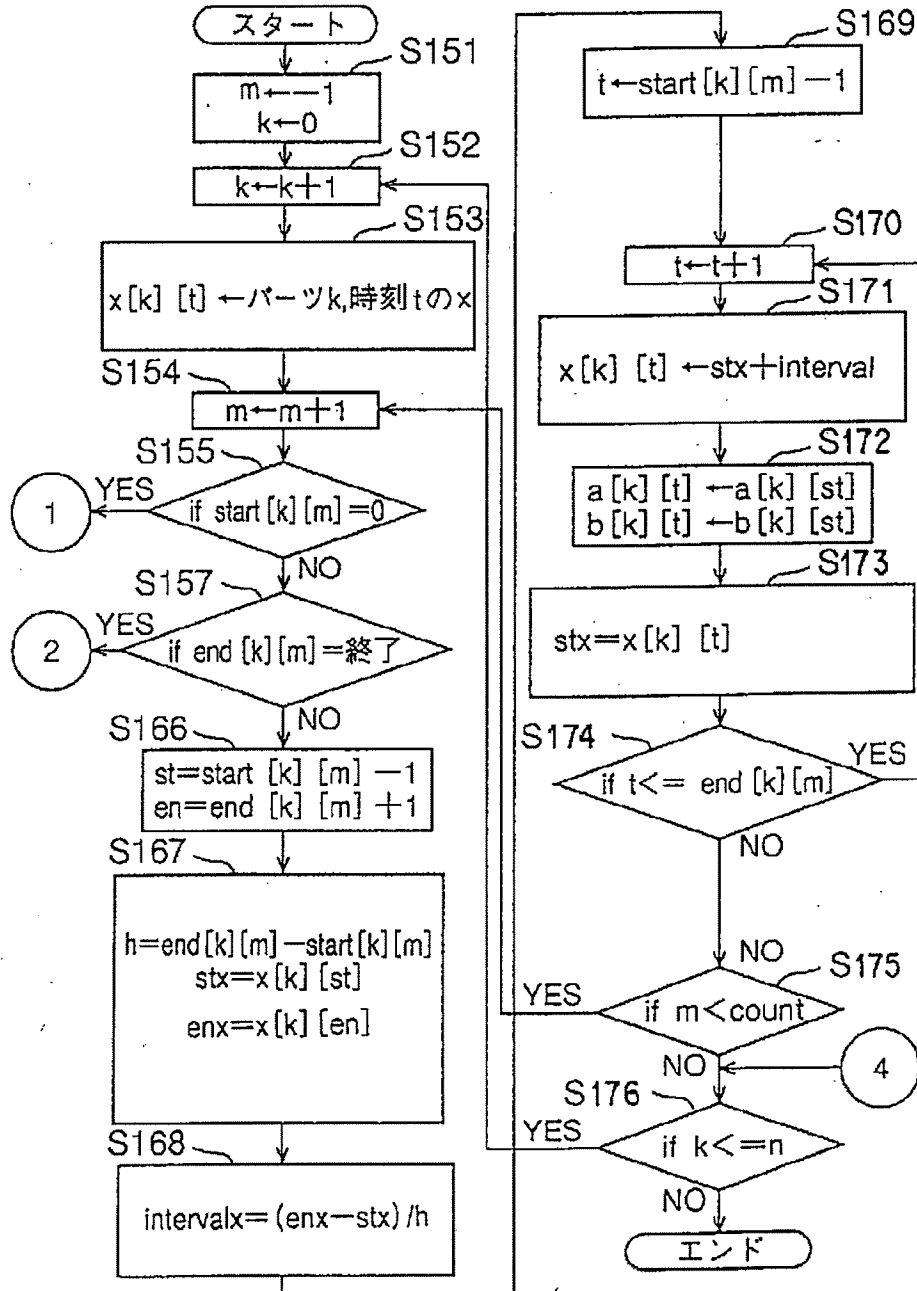 スタート
S151
m←−1
k←0
S152
k←k+1
S153
x[k] [t] ←パーツk,時刻tのx
S154
m←m+1
S155
YES
1
if start[k][m]=0
NO
S157
YES
2
if end[k][m]=終了
NO
S166
st=start [k] [m] −1
en=end [k] [m] +1
S167
h=end[k][m]−start[k][m]
stx=x[k] [st]
enx=x[k] [en]
S168
intervalx=(enx−stx)/h
S169
t←start[k][m]−1
S170
t←t+1
S171
x[k] [t] ←stx+interval
S172
a[k] [t] ←a[k] [st]
b[k] [t] ←b[k] [st]
S173
stx=x[k] [t]
S174
YES
if t<= end[k][m]
NO
NO
S175
YES
if m<count
NO
4
S176
YES
if k<=n
NO
エンド